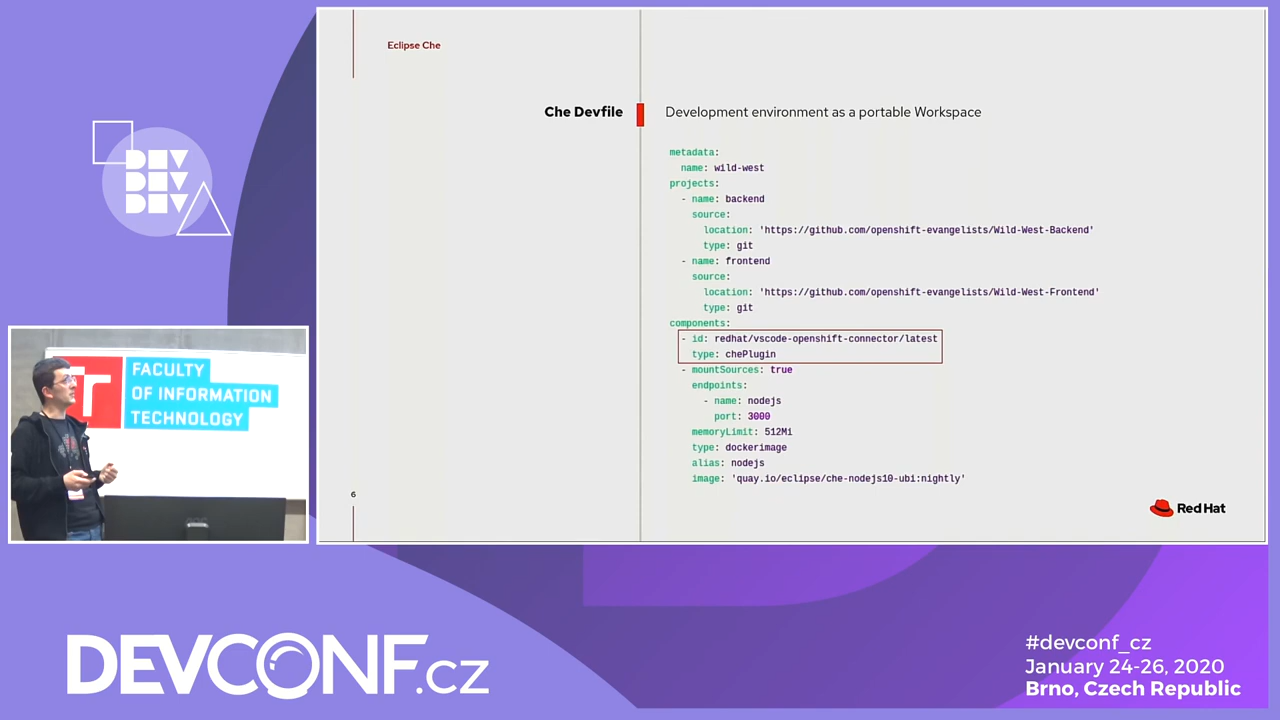 Eclipse Che
Che Devfile
Development environment as a portable Workspace
metadata:
name: wild-west
projects:
- name: backend
source:
location: 'https://github.com/openshift-evangelists/Wild-West-Backend'
type: git
- name: frontend
source:
location: 'https://github.com/openshift-evangelists/Wild-West-Frontend'
type: git
components:
- id: redhat/vscode-openshift-connector/latest
type: chePlugin
- mountSources: true
endpoints:
- name: nodejs
port: 3000
memoryLimit: 512Mi
type: dockerimage
alias: nodejs
image: 'quay.io/eclipse/che-nodejs10-ubi:nightly'
6
Red Hat
DEV
DEV
DEV
FACULTY
OF INFORMATION
TECHNOLOGY
DEVCONF.cz
#devconf_cz
January 24-26, 2020
Brno, Czech Republic